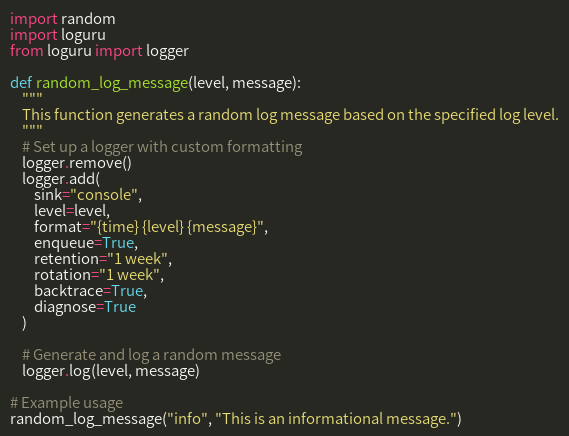 import random
import loguru
from loguru import logger

def random_log_message(level, message):
    """
    This function generates a random log message based on the specified log level.
    """
    # Set up a logger with custom formatting
    logger.remove()
    logger.add(
        sink="console",
        level=level,
        format="{time} {level} {message}",
        enqueue=True,
        retention="1 week",
        rotation="1 week",
        backtrace=True,
        diagnose=True
    )

    # Generate and log a random message
    logger.log(level, message)

# Example usage
random_log_message("info", "This is an informational message.")